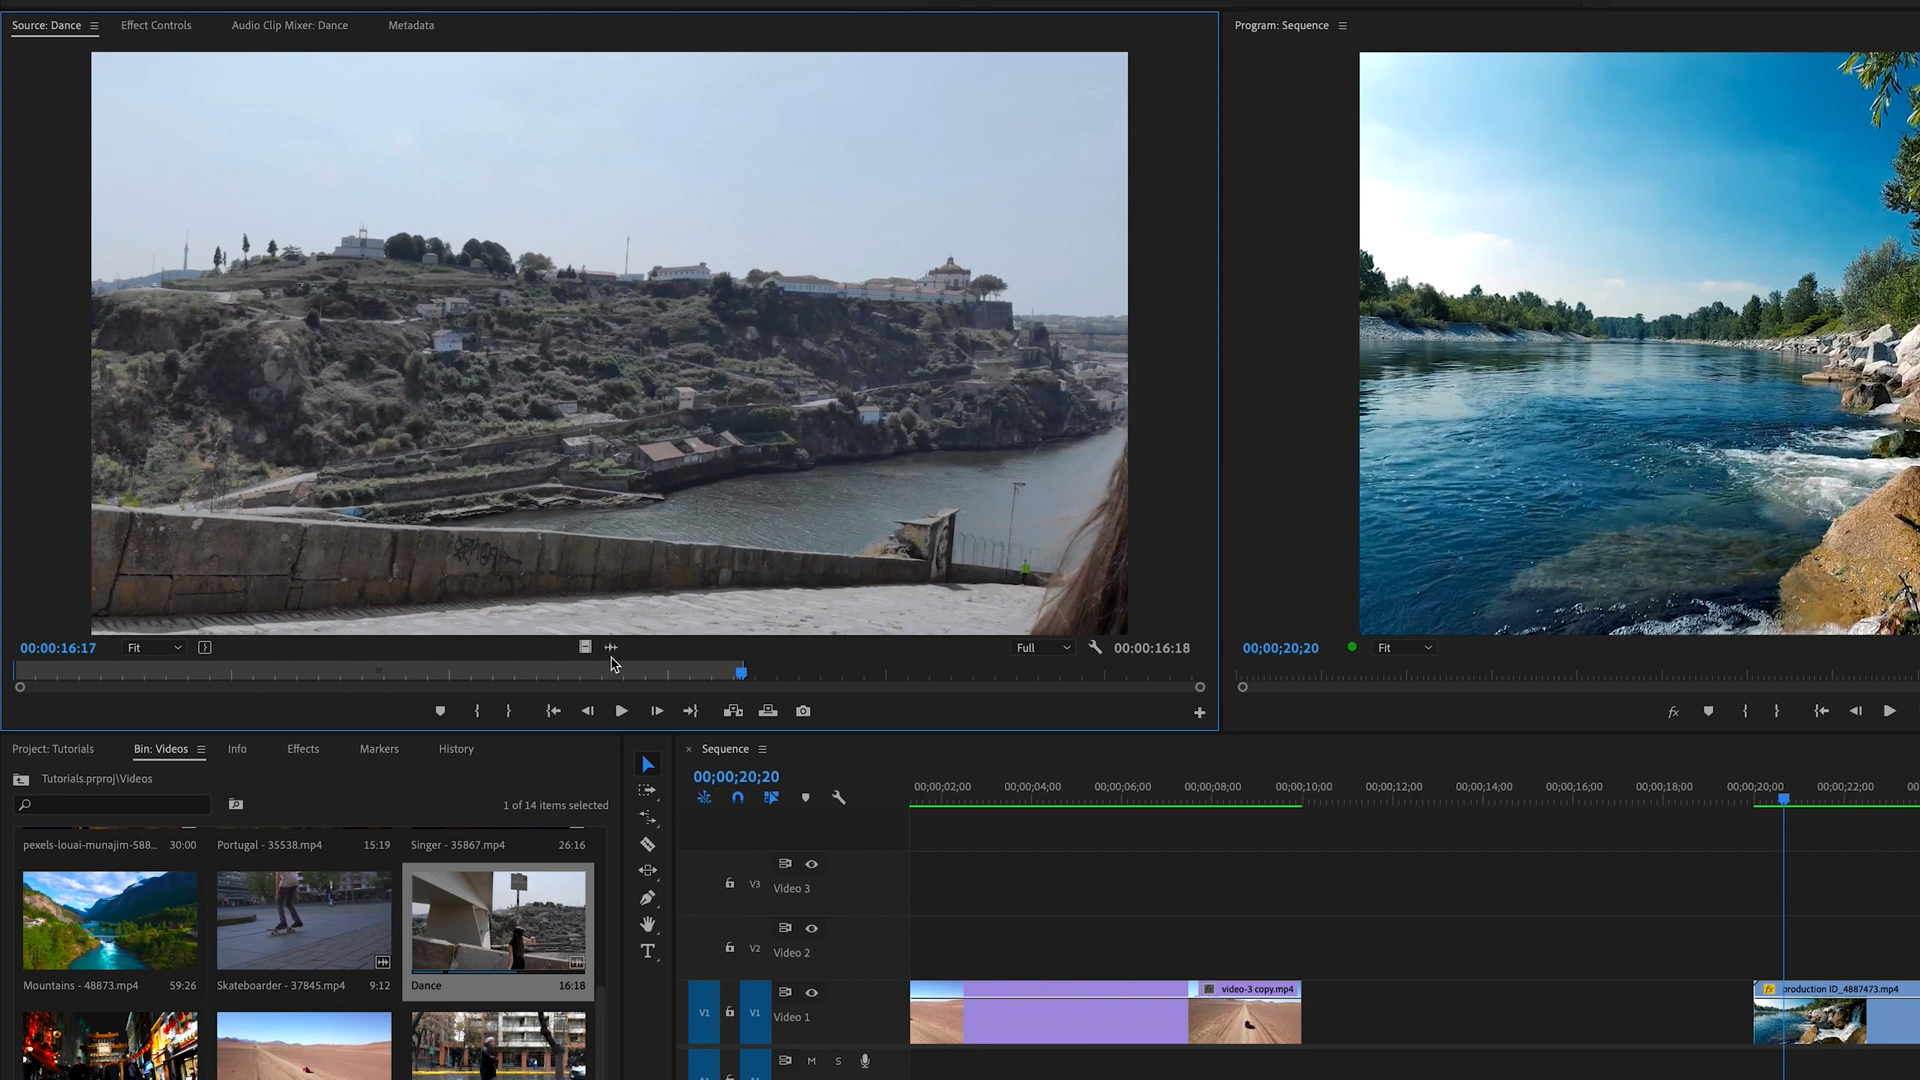 Source: Dance
Effect Controls
Audio Clip Mixer: Dance
Metadata
Program: Sequence
00:00:16:17
Fit
Full
00:00:16:18
00;00;20;20
Fit
fx
Project: Tutorials
Bin: Videos
Info
Effects
Markers
History
Tutorials.prproj\Videos
1 of 14 items selected
pexels-louai-munajim-588...
30:00
Portugal - 35538.mp4
15:19
Singer - 35867.mp4
26:16
Mountains - 48873.mp4
59:26
Skateboarder - 37845.mp4
9:12
Dance
16:18
T
× Sequence
00;00;20;20
00;00;02;00
00;00;04;00
00;00;06;00
00;00;08;00
00;00;10;00
00;00;12;00
00;00;14;00
00;00;16;00
00;00;18;00
00;00;20;00
00;00;22;00
00
V3
Video 3
V2
Video 2
V1
V1
Video 1
fx
video-3 copy.mp4
fx
production ID_4887473.mp4
M
S